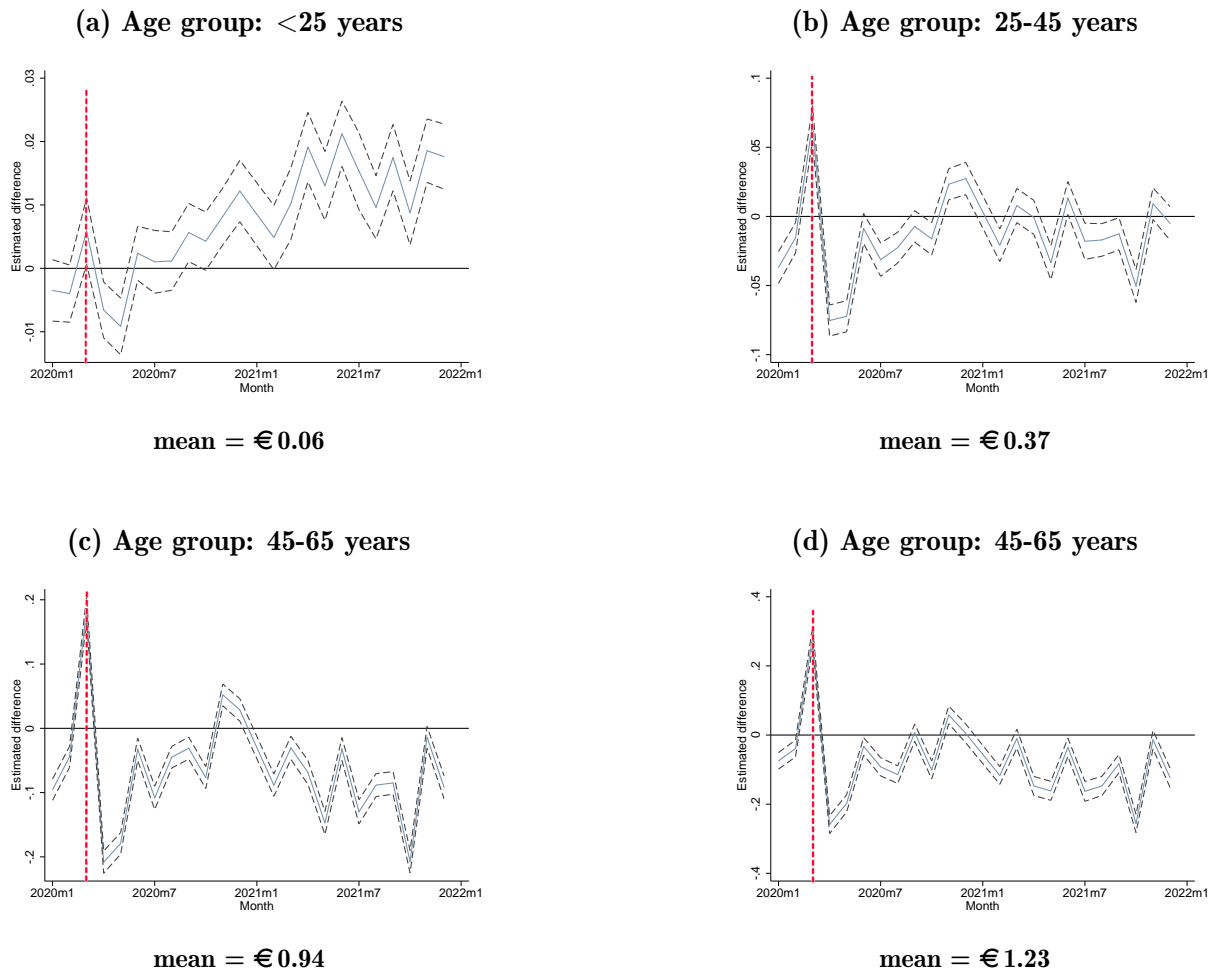 (a) Age group: <25 years
.03
.02
.01
0
-.01
Estimated difference
2020m1 2020m7 2021m1 2021m7 2022m1
Month
mean = €0.06
(b) Age group: 25-45 years
.1
.05
0
-.05
-.1
Estimated difference
2020m1 2020m7 2021m1 2021m7 2022m1
Month
mean = €0.37
(c) Age group: 45-65 years
.2
.1
0
-.1
-.2
Estimated difference
2020m1 2020m7 2021m1 2021m7 2022m1
Month
mean = €0.94
(d) Age group: 45-65 years
.4
.2
0
-.2
-.4
Estimated difference
2020m1 2020m7 2021m1 2021m7 2022m1
Month
mean = €1.23